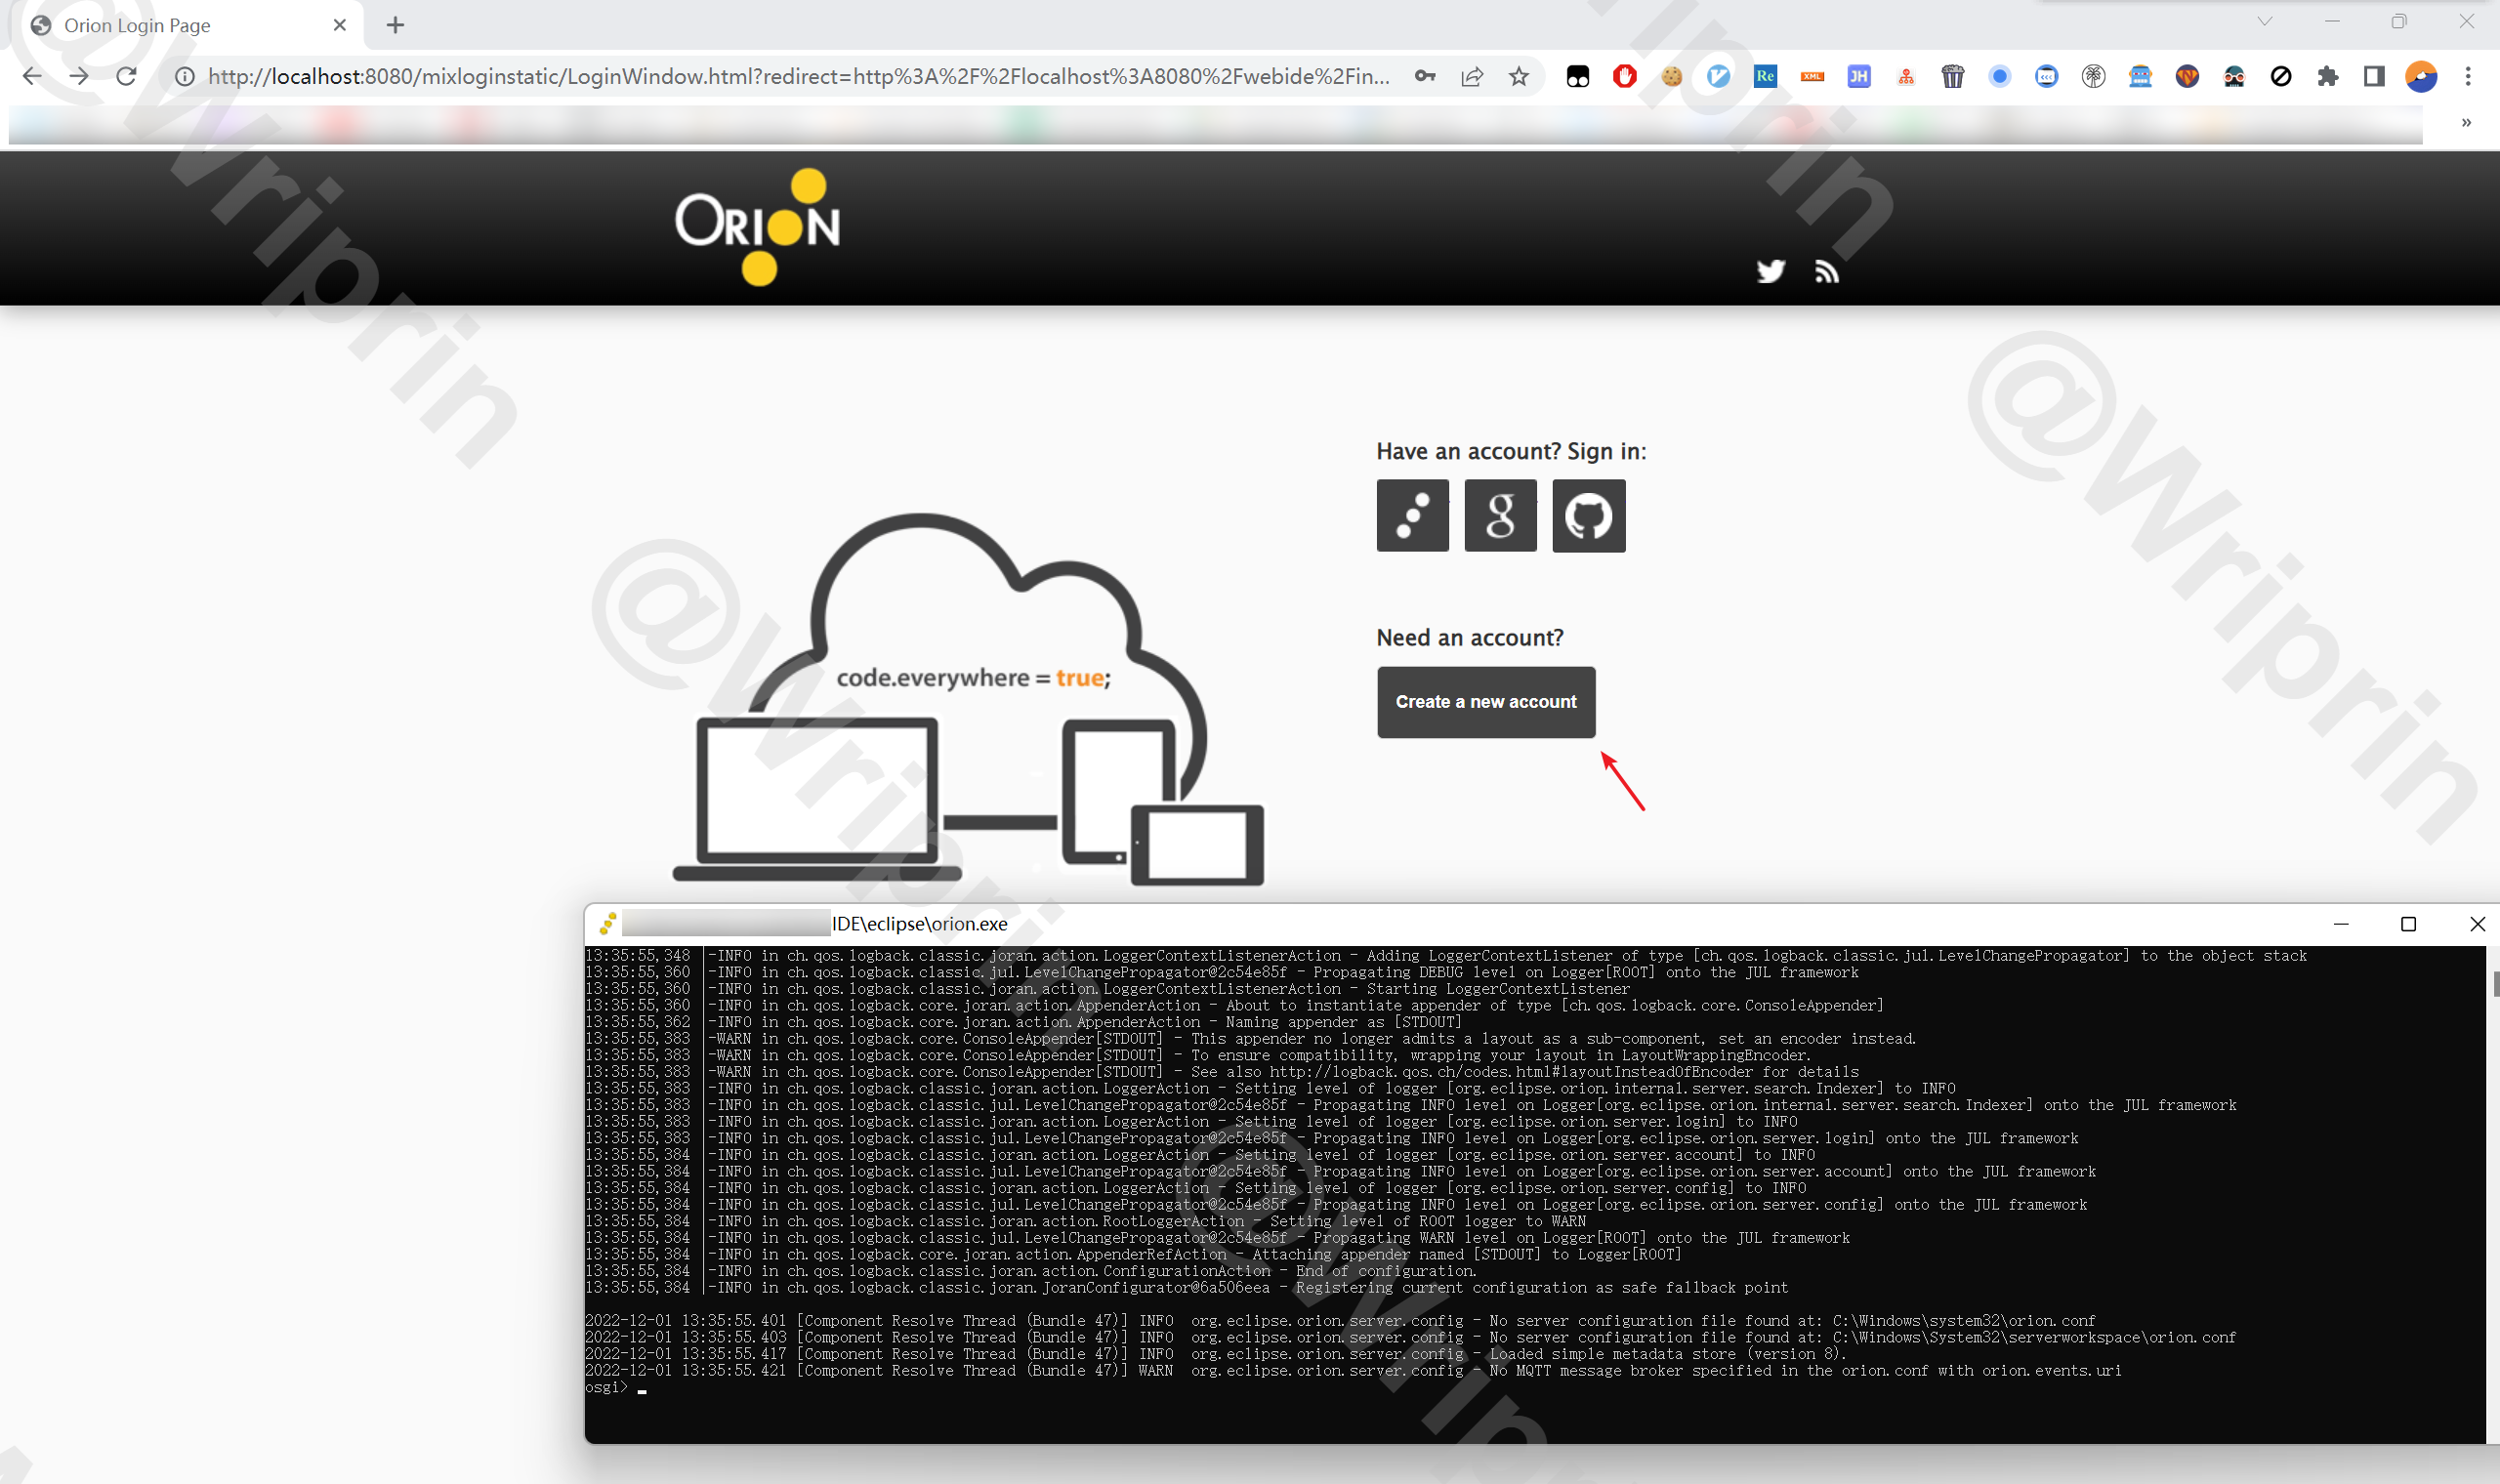 Orion Login Page
http://localhost:8080/mixloginstatic/LoginWindow.html?redirect=http%3A%2F%2Flocalhost%3A8080%2Fwebide%2Fin...
Re
XML
JH
»
ORION
Have an account? Sign in:
g
Need an account?
Create a new account
code.everywhere = true;
IDE\eclipse\orion.exe
13:35:55,348 |-INFO in ch.qos.logback.classic.joran.action.LoggerContextListenerAction - Adding LoggerContextListener of type [ch.qos.logback.classic.jul.LevelChangePropagator] to the object stack
13:35:55,360 |-INFO in ch.qos.logback.classic.jul.LevelChangePropagator@2c54e85f - Propagating DEBUG level on Logger[ROOT] onto the JUL framework
13:35:55,360 |-INFO in ch.qos.logback.classic.joran.action.LoggerContextListenerAction - Starting LoggerContextListener
13:35:55,360 |-INFO in ch.qos.logback.core.joran.action.AppenderAction - About to instantiate appender of type [ch.qos.logback.core.ConsoleAppender]
13:35:55,362 |-INFO in ch.qos.logback.core.joran.action.AppenderAction - Naming appender as [STDOUT]
13:35:55,383 |-WARN in ch.qos.logback.core.ConsoleAppender[STDOUT] - This appender no longer admits a layout as a sub-component, set an encoder instead.
13:35:55,383 |-WARN in ch.qos.logback.core.ConsoleAppender[STDOUT] - To ensure compatibility, wrapping your layout in LayoutWrappingEncoder.
13:35:55,383 |-WARN in ch.qos.logback.core.ConsoleAppender[STDOUT] - See also http://logback.qos.ch/codes.html#layoutInsteadOfEncoder for details
13:35:55,383 |-INFO in ch.qos.logback.classic.joran.action.LoggerAction - Setting level of logger [org.eclipse.orion.internal.server.search.Indexer] to INFO
13:35:55,383 |-INFO in ch.qos.logback.classic.jul.LevelChangePropagator@2c54e85f - Propagating INFO level on Logger[org.eclipse.orion.internal.server.search.Indexer] onto the JUL framework
13:35:55,383 |-INFO in ch.qos.logback.classic.joran.action.LoggerAction - Setting level of logger [org.eclipse.orion.server.login] to INFO
13:35:55,383 |-INFO in ch.qos.logback.classic.jul.LevelChangePropagator@2c54e85f - Propagating INFO level on Logger[org.eclipse.orion.server.login] onto the JUL framework
13:35:55,384 |-INFO in ch.qos.logback.classic.joran.action.LoggerAction - Setting level of logger [org.eclipse.orion.server.account] to INFO
13:35:55,384 |-INFO in ch.qos.logback.classic.jul.LevelChangePropagator@2c54e85f - Propagating INFO level on Logger[org.eclipse.orion.server.account] onto the JUL framework
13:35:55,384 |-INFO in ch.qos.logback.classic.joran.action.LoggerAction - Setting level of logger [org.eclipse.orion.server.config] to INFO
13:35:55,384 |-INFO in ch.qos.logback.classic.jul.LevelChangePropagator@2c54e85f - Propagating INFO level on Logger[org.eclipse.orion.server.config] onto the JUL framework
13:35:55,384 |-INFO in ch.qos.logback.classic.joran.action.RootLoggerAction - Setting level of ROOT logger to WARN
13:35:55,384 |-INFO in ch.qos.logback.classic.jul.LevelChangePropagator@2c54e85f - Propagating WARN level on Logger[ROOT] onto the JUL framework
13:35:55,384 |-INFO in ch.qos.logback.core.joran.action.AppenderRefAction - Attaching appender named [STDOUT] to Logger[ROOT]
13:35:55,384 |-INFO in ch.qos.logback.classic.joran.action.ConfigurationAction - End of configuration.
13:35:55,384 |-INFO in ch.qos.logback.classic.joran.JoranConfigurator@6a506eea - Registering current configuration as safe fallback point
2022-12-01 13:35:55.401 [Component Resolve Thread (Bundle 47)] INFO  org.eclipse.orion.server.config - No server configuration file found at: C:\Windows\system32\orion.conf
2022-12-01 13:35:55.403 [Component Resolve Thread (Bundle 47)] INFO  org.eclipse.orion.server.config - No server configuration file found at: C:\Windows\System32\serverworkspace\orion.conf
2022-12-01 13:35:55.417 [Component Resolve Thread (Bundle 47)] INFO  org.eclipse.orion.server.config - Loaded simple metadata store (version 8).
2022-12-01 13:35:55.421 [Component Resolve Thread (Bundle 47)] WARN  org.eclipse.orion.server.config - No MQTT message broker specified in the orion.conf with orion.events.uri
osgi>
@Wriprin
@Wriprin
@Wriprin
@Wriprin
riprin